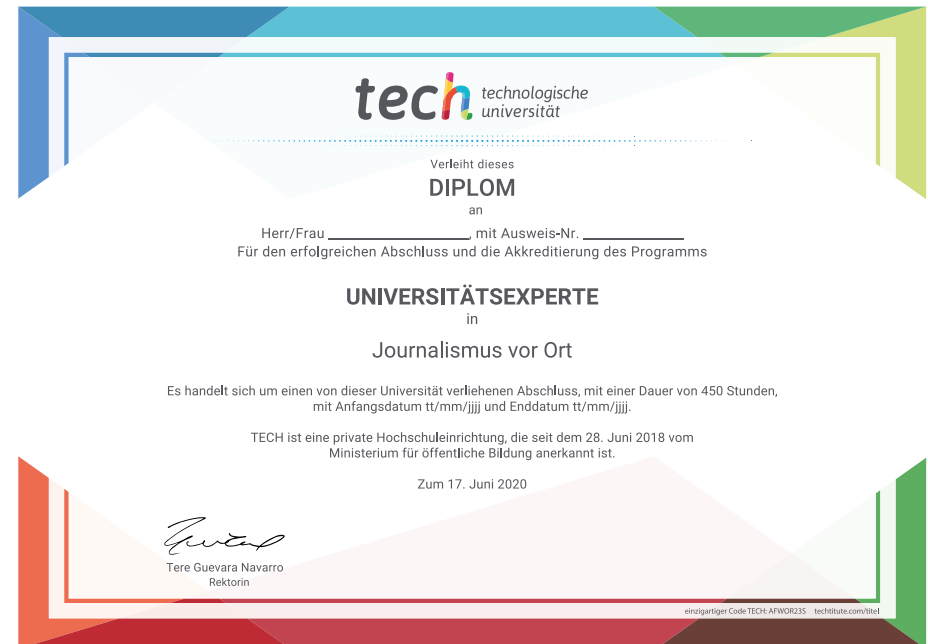 tech technologische
universität
Verleiht dieses
DIPLOM
an
Herr/Frau ____________, mit Ausweis-Nr. ____________
Für den erfolgreichen Abschluss und die Akkreditierung des Programms
UNIVERSITÄTSEXPERTE
in
Journalismus vor Ort
Es handelt sich um einen von dieser Universität verliehenen Abschluss, mit einer Dauer von 450 Stunden,
mit Anfangsdatum tt/mm/jjjj und Enddatum tt/mm/jjjj.
TECH ist eine private Hochschuleinrichtung, die seit dem 28. Juni 2018 vom
Ministerium für öffentliche Bildung anerkannt ist.
Zum 17. Juni 2020
Tere Guevara Navarro
Rektorin
einzigartiger Code TECH: AFWOR23S techtitute.com/titel